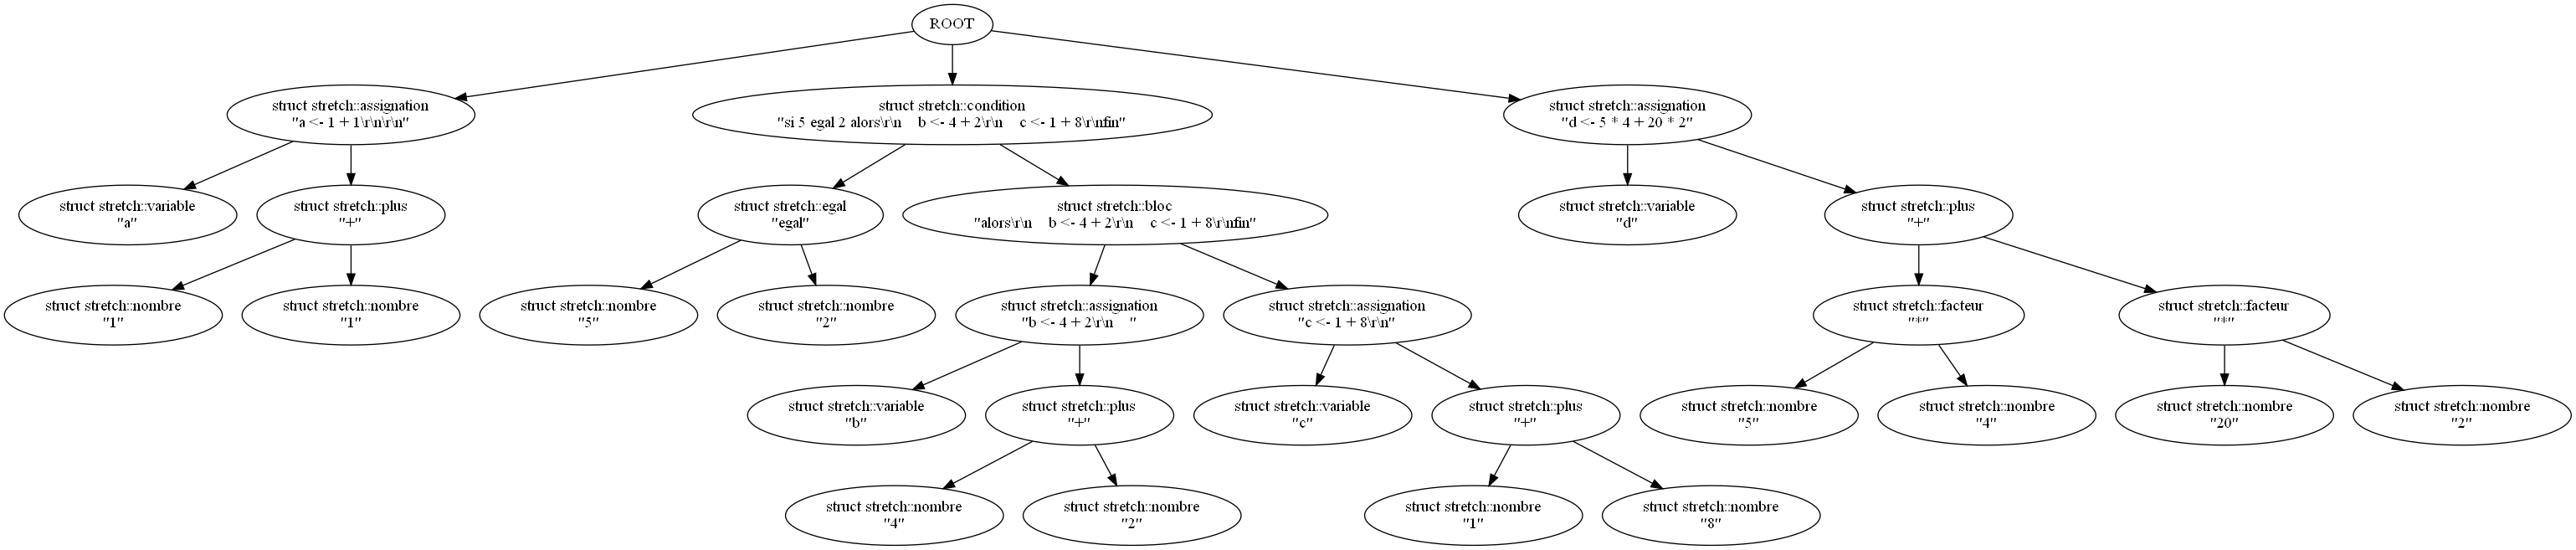 ROOT
struct stretch::assignation
"a <- 1 + 1\r\n\r\n"
struct stretch::condition
"si 5 egal 2 alors\r\n    b <- 4 + 2\r\n    c <- 1 + 8\r\nfin"
struct stretch::assignation
"d <- 5 * 4 + 20 * 2"
struct stretch::variable
"a"
struct stretch::plus
"+"
struct stretch::egal
"egal"
struct stretch::bloc
"alors\r\n    b <- 4 + 2\r\n    c <- 1 + 8\r\nfin"
struct stretch::variable
"d"
struct stretch::plus
"+"
struct stretch::nombre
"1"
struct stretch::nombre
"1"
struct stretch::nombre
"5"
struct stretch::nombre
"2"
struct stretch::assignation
"b <- 4 + 2\r\n    "
struct stretch::assignation
"c <- 1 + 8\r\n"
struct stretch::facteur
"*"
struct stretch::facteur
"*"
struct stretch::variable
"b"
struct stretch::plus
"+"
struct stretch::variable
"c"
struct stretch::plus
"+"
struct stretch::nombre
"5"
struct stretch::nombre
"4"
struct stretch::nombre
"20"
struct stretch::nombre
"2"
struct stretch::nombre
"4"
struct stretch::nombre
"2"
struct stretch::nombre
"1"
struct stretch::nombre
"8"